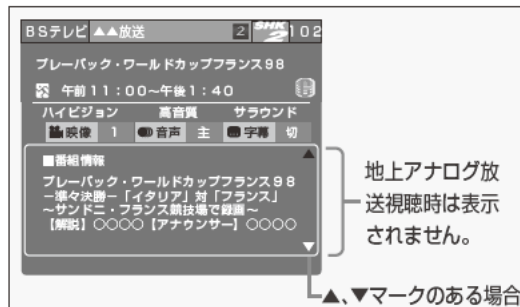 BSテレビ ▲▲放送 2 SHK2 102
プレーバック・ワールドカップフランス98
午前11:00〜午後1:40
ハイビジョン 高音質 サラウンド
映像 1 音声 主 字幕 切
■番組情報
プレーバック・ワールドカップフランス98
−準々決勝−「イタリア」対「フランス」
〜サンドニ・フランス競技場で録画〜
【解説】○○○○【アナウンサー】○○○○
地上アナログ放
送視聴時は表示
されません。
▲、▼マークのある場合